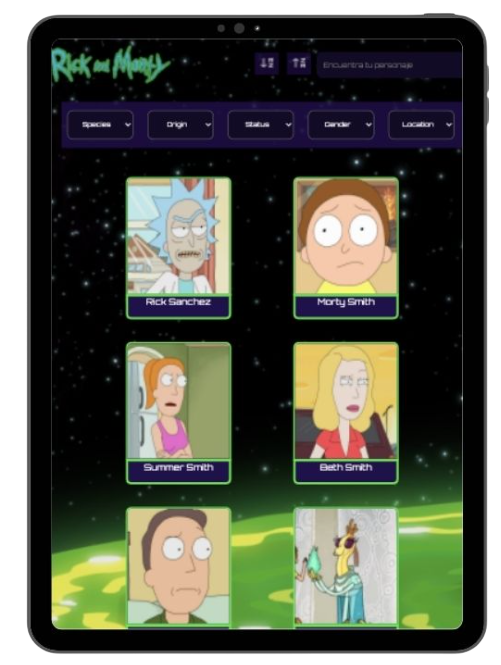 Rick and Morty
Encuentra tu personaje
Species Origin Status Gender Location
Rick Sanchez Morty Smith
Summer Smith Beth Smith